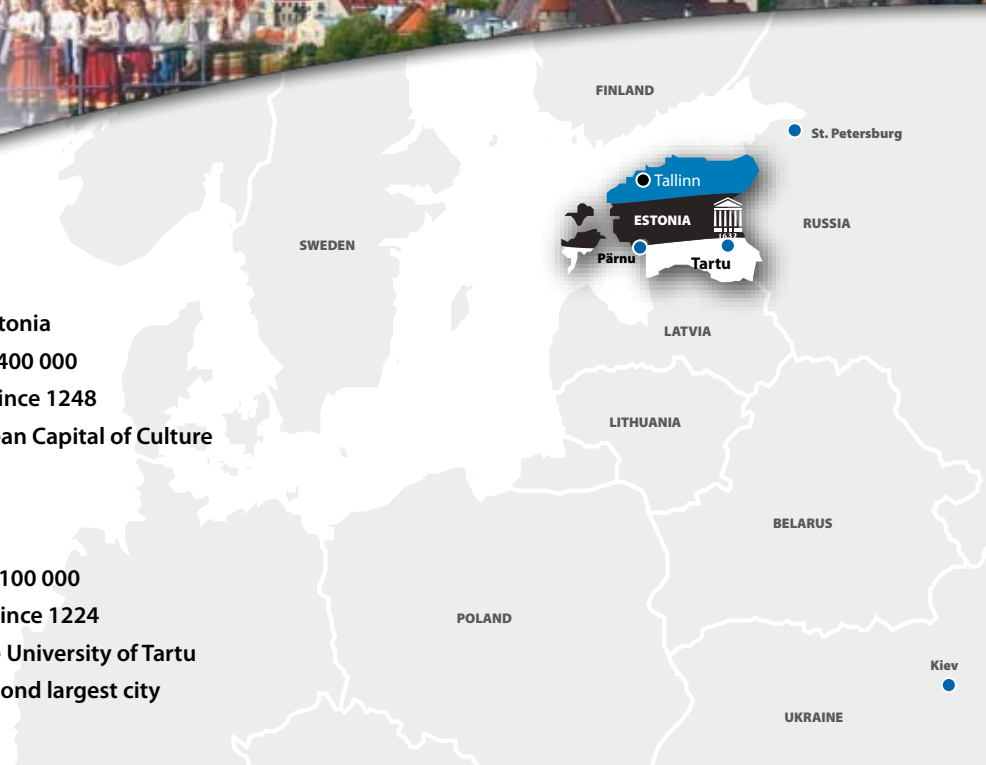 FINLAND
St. Petersburg
Tallinn
ESTONIA
RUSSIA
1632
SWEDEN
Pärnu
Tartu
tonia
LATVIA
400 000
ince 1248
LITHUANIA
an Capital of Culture
BELARUS
100 000
ince 1224
POLAND
University of Tartu
Kiev
ond largest city
UKRAINE